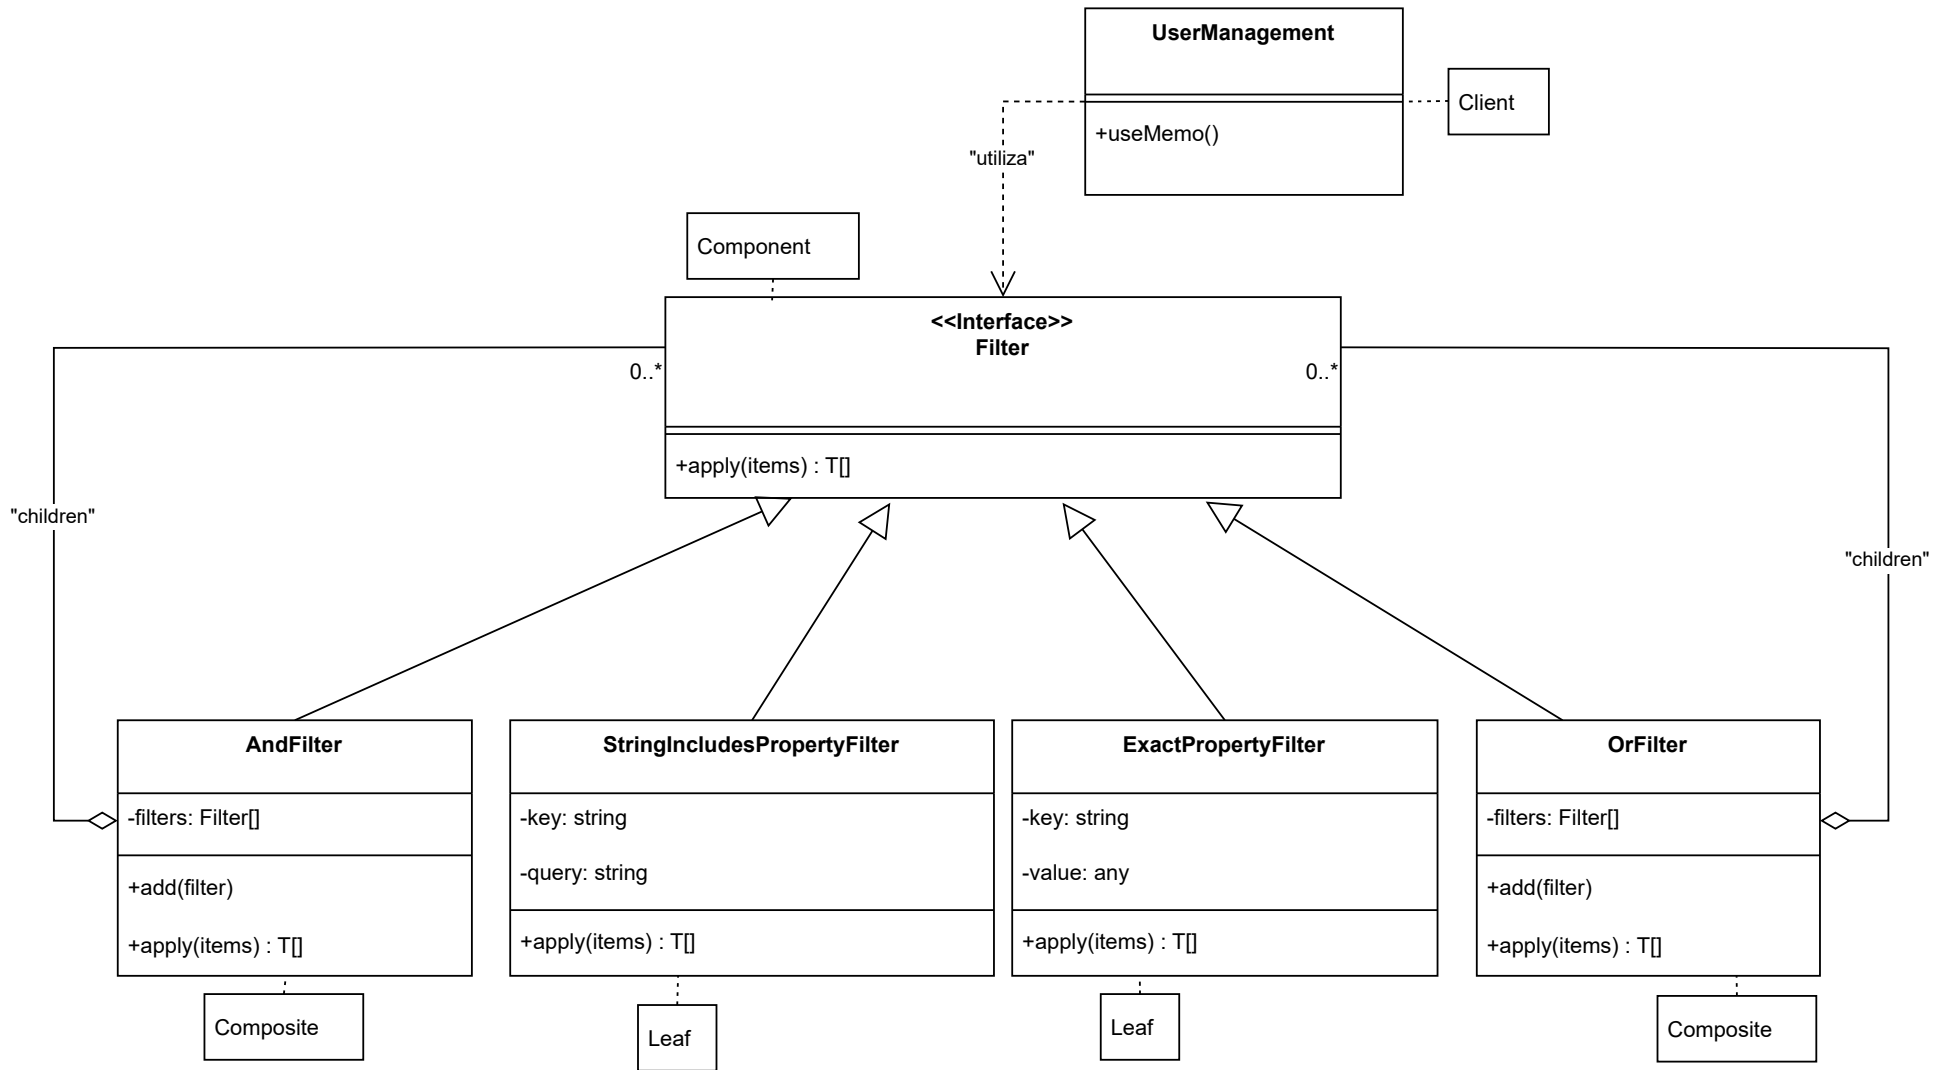 UserManagement
+useMemo()
Client
"utiliza"
Component
<<Interface>>
Filter
0..*
0..*
+apply(items) : T[]
"children"
"children"
AndFilter
-filters: Filter[]
+add(filter)
+apply(items) : T[]
Composite
StringIncludesPropertyFilter
-key: string
-query: string
+apply(items) : T[]
Leaf
ExactPropertyFilter
-key: string
-value: any
+apply(items) : T[]
Leaf
OrFilter
-filters: Filter[]
+add(filter)
+apply(items) : T[]
Composite